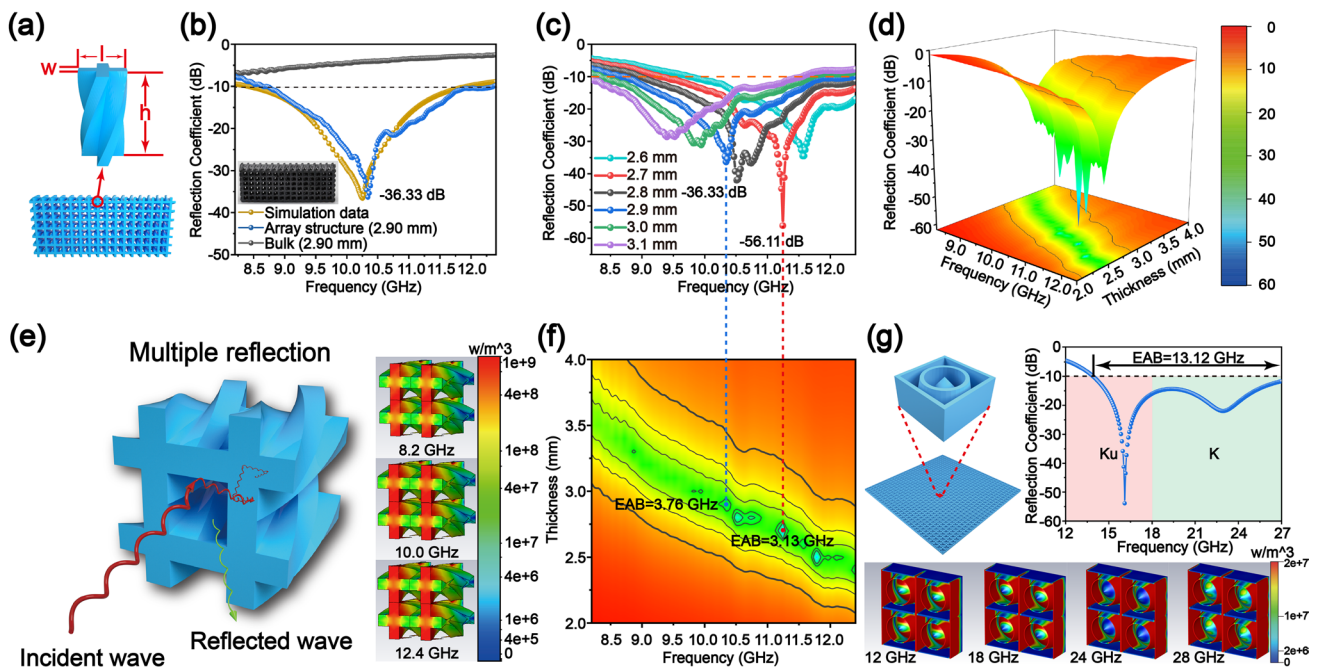 (a)
w
l
h
(b)
Reflection Coefficient (dB)
0
-10
-20
-30
-40
-50
-36.33 dB
Simulation data
Array structure (2.90 mm)
Bulk (2.90 mm)
8.5 9.0 9.5 10.0 10.5 11.0 11.5 12.0
Frequency (GHz)
(c)
Reflection Coefficient (dB)
0
-10
-20
-30
-40
-50
-60
2.6 mm
2.7 mm
2.8 mm
2.9 mm
3.0 mm
3.1 mm
-36.33 dB
-56.11 dB
8.5 9.0 9.5 10.0 10.5 11.0 11.5 12.0
Frequency (GHz)
(d)
Reflection Coefficient (dB)
0
-10
-20
-30
-40
-50
-60
9.0
10.0
11.0
12.0
Frequency (GHz)
2.0
2.5
3.0
3.5
4.0
Thickness (mm)
0
10
20
30
40
50
60
(e)
Multiple reflection
Incident wave
Reflected wave
8.2 GHz
10.0 GHz
12.4 GHz
w/m^3
1e+9
4e+8
1e+8
4e+7
1e+7
4e+6
1e+6
4e+5
0
(f)
Thickness (mm)
4.0
3.5
3.0
2.5
2.0
EAB=3.76 GHz
EAB=3.13 GHz
8.5 9.0 9.5 10.0 10.5 11.0 11.5 12.0
Frequency (GHz)
(g)
Reflection Coefficient (dB)
0
-10
-20
-30
-40
-50
-60
EAB=13.12 GHz
Ku
K
12 15 18 21 24 27
Frequency (GHz)
12 GHz
18 GHz
24 GHz
28 GHz
w/m^3
2e+7
1e+7
2e+6
0